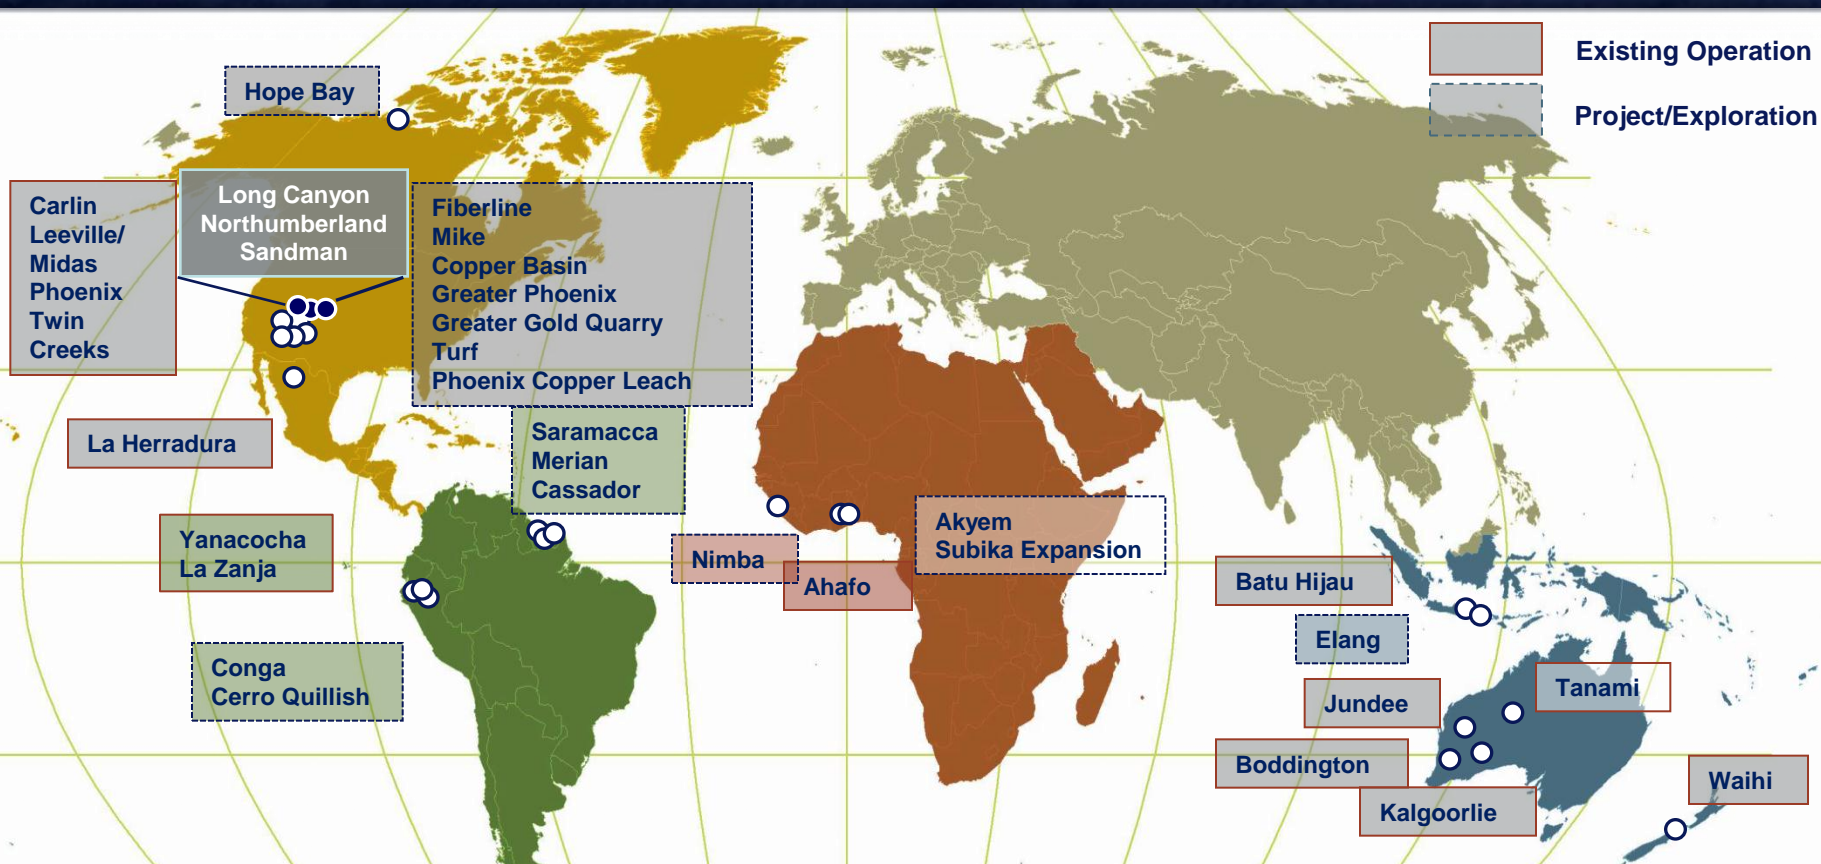 Existing Operation
Project/Exploration
Hope Bay
Carlin
Leeville/
Midas
Phoenix
Twin
Creeks
Long Canyon
Northumberland
Sandman
Fiberline
Mike
Copper Basin
Greater Phoenix
Greater Gold Quarry
Turf
Phoenix Copper Leach
La Herradura
Saramacca
Merian
Cassador
Yanacocha
La Zanja
Conga
Cerro Quillish
Nimba
Ahafo
Akyem
Subika Expansion
Batu Hijau
Elang
Jundee
Tanami
Boddington
Kalgoorlie
Waihi